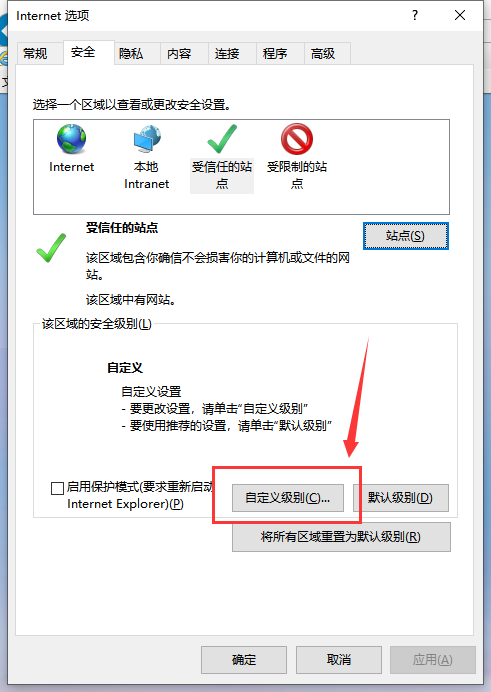 Internet 选项
?
常规 安全 隐私 内容 连接 程序 高级
选择一个区域以查看或更改安全设置。
Internet
本地
Intranet
受信任的站
点
受限制的站
点
受信任的站点
站点(S)
该区域包含你确信不会损害你的计算机或文件的网
站。
该区域中有网站。
该区域的安全级别(L)
自定义
自定义设置
- 要更改设置，请单击“自定义级别”
- 要使用推荐的设置，请单击“默认级别”
启用保护模式(要求重新启动
Internet Explorer)(P)
自定义级别(C)...
默认级别(D)
将所有区域重置为默认级别(R)
确定 取消 应用(A)